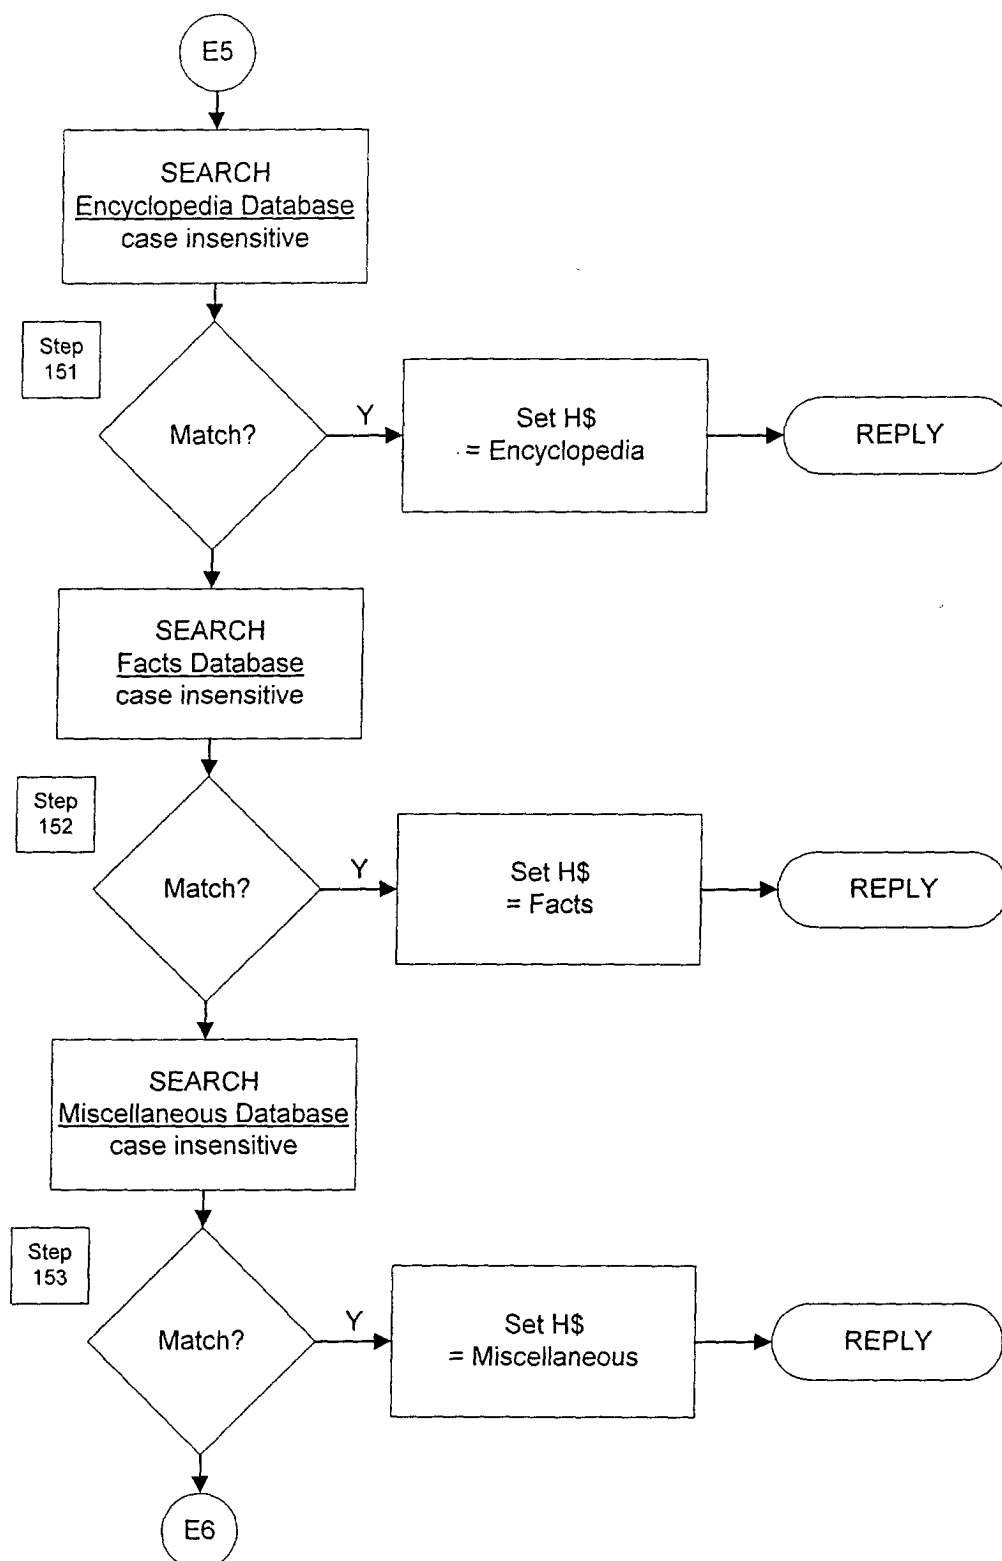 E5
SEARCH
Encyclopedia Database
case insensitive
Step
151
Match?
Y
Set H$
= Encyclopedia
REPLY
SEARCH
Facts Database
case insensitive
Step
152
Match?
Y
Set H$
= Facts
REPLY
SEARCH
Miscellaneous Database
case insensitive
Step
153
Match?
Y
Set H$
= Miscellaneous
REPLY
E6